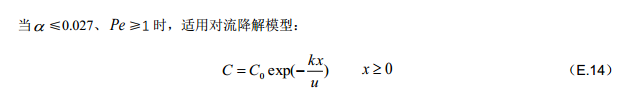 当 α ≤0.027、Pe ≥1 时，适用对流降解模型：
C = C₀ exp(−kx/u)  x ≥ 0 （E.14）